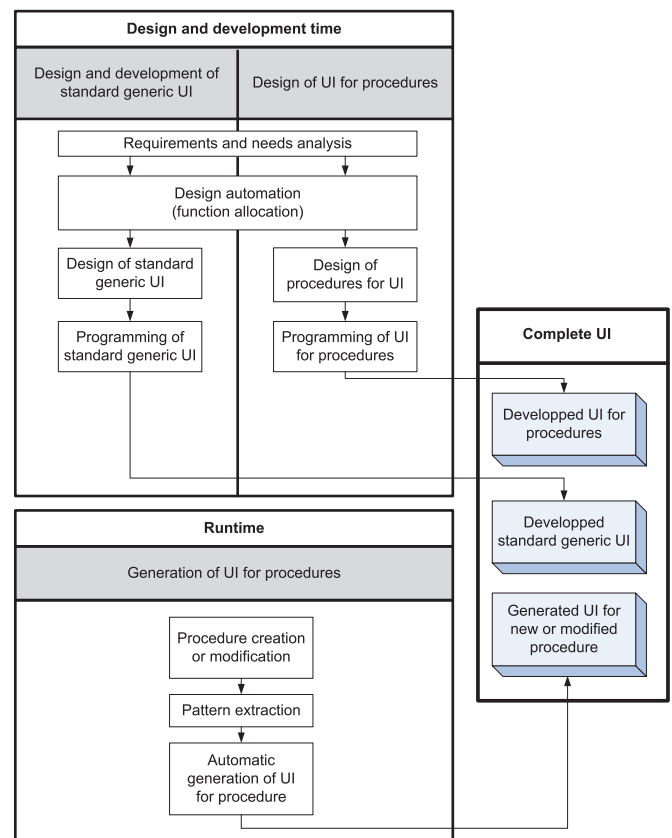 Design and development time
Design and development of
standard generic UI
Design of UI for procedures
Requirements and needs analysis
Design automation
(function allocation)
Design of standard
generic UI
Design of
procedures for UI
Programming of
standard generic UI
Programming of UI
for procedures
Complete UI
Developped UI for
procedures
Developped
standard generic UI
Generated UI for
new or modified
procedure
Runtime
Generation of UI for procedures
Procedure creation
or modification
Pattern extraction
Automatic
generation of UI
for procedure